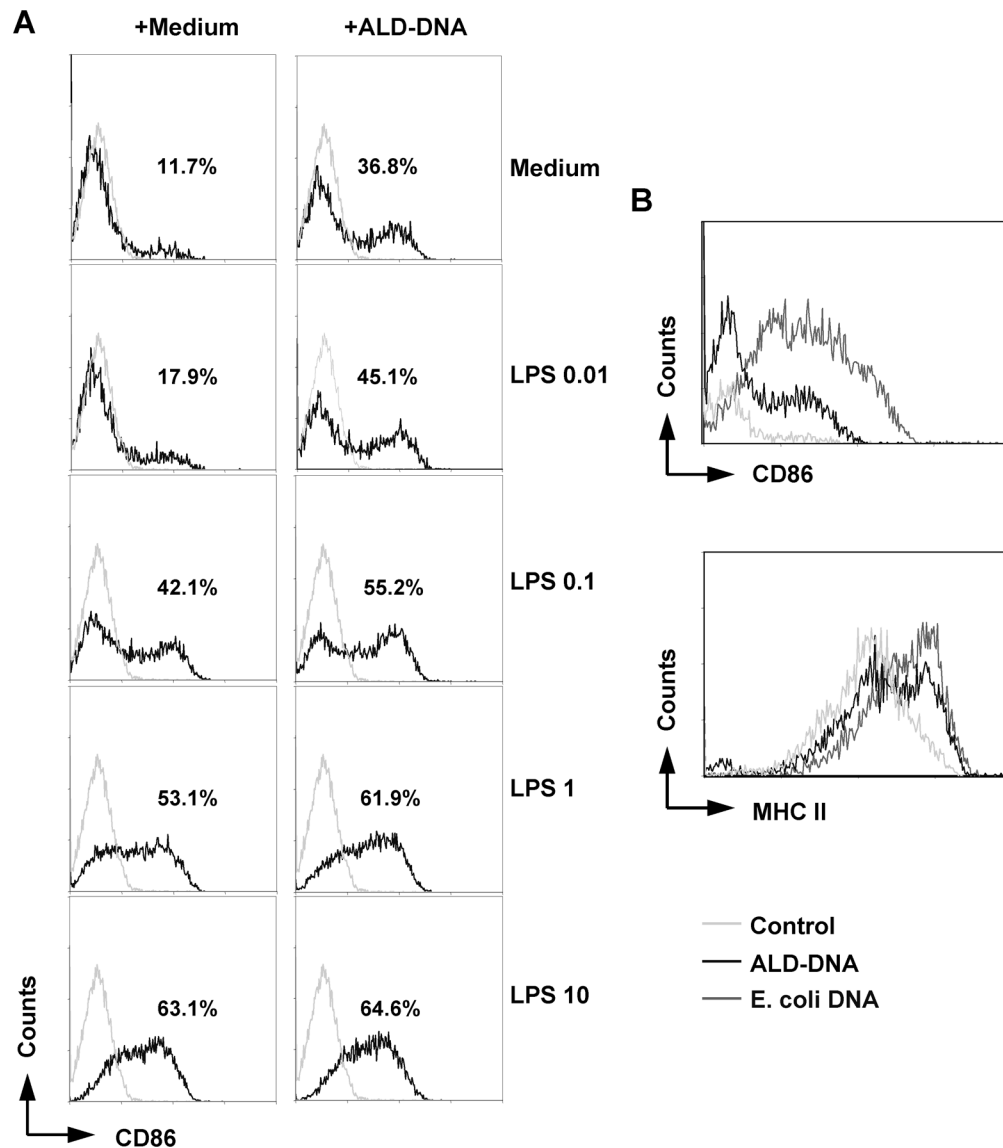 A
+Medium
+ALD-DNA
11.7%
36.8%
Medium
17.9%
45.1%
LPS 0.01
42.1%
55.2%
LPS 0.1
53.1%
61.9%
LPS 1
63.1%
64.6%
LPS 10
Counts
CD86
B
Counts
CD86
Counts
MHC II
Control
ALD-DNA
E. coli DNA